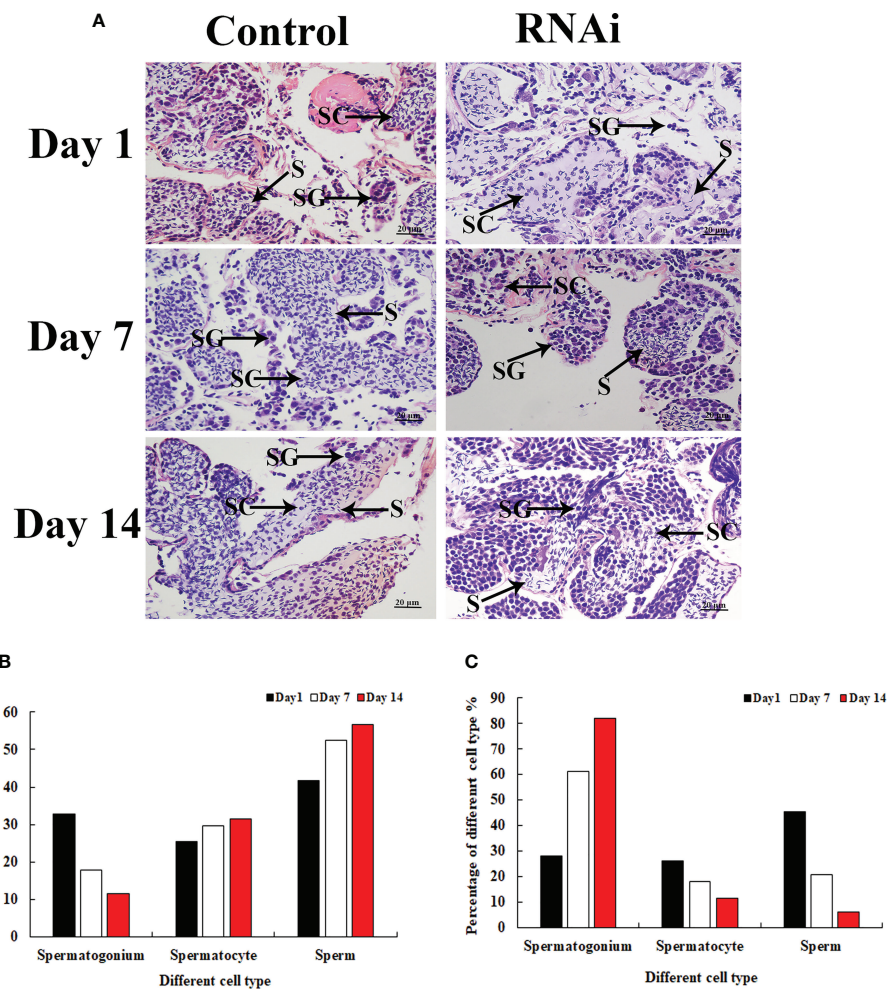 A
Control
RNAi
Day 1
SC
S
SG
20 μm
SG
S
SC
20 μm
Day 7
S
SG
SC
20 μm
SC
SG
S
20 μm
Day 14
SG
SC
S
20 μm
SG
SC
S
20 μm
B
Day1 Day 7 Day 14
60
50
40
30
20
10
0
Spermatogonium Spermatocyte Sperm
Different cell type
C
Day1 Day 7 Day 14
Percentage of differenrt cell type %
90
80
70
60
50
40
30
20
10
0
Spermatogonium Spermatocyte Sperm
Different cell type